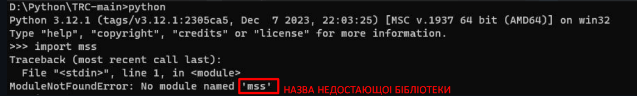 D:\Python\TRC-main>python
Python 3.12.1 (tags/v3.12.1:2305ca5, Dec  7 2023, 22:03:25) [MSC v.1937 64 bit (AMD64)] on win32
Type "help", "copyright", "credits" or "license" for more information.
>>> import mss
Traceback (most recent call last):
  File "<stdin>", line 1, in <module>
ModuleNotFoundError: No module named 'mss' НАЗВА НЕДОСТАЮЩОІ БІБЛІОТЕКИ